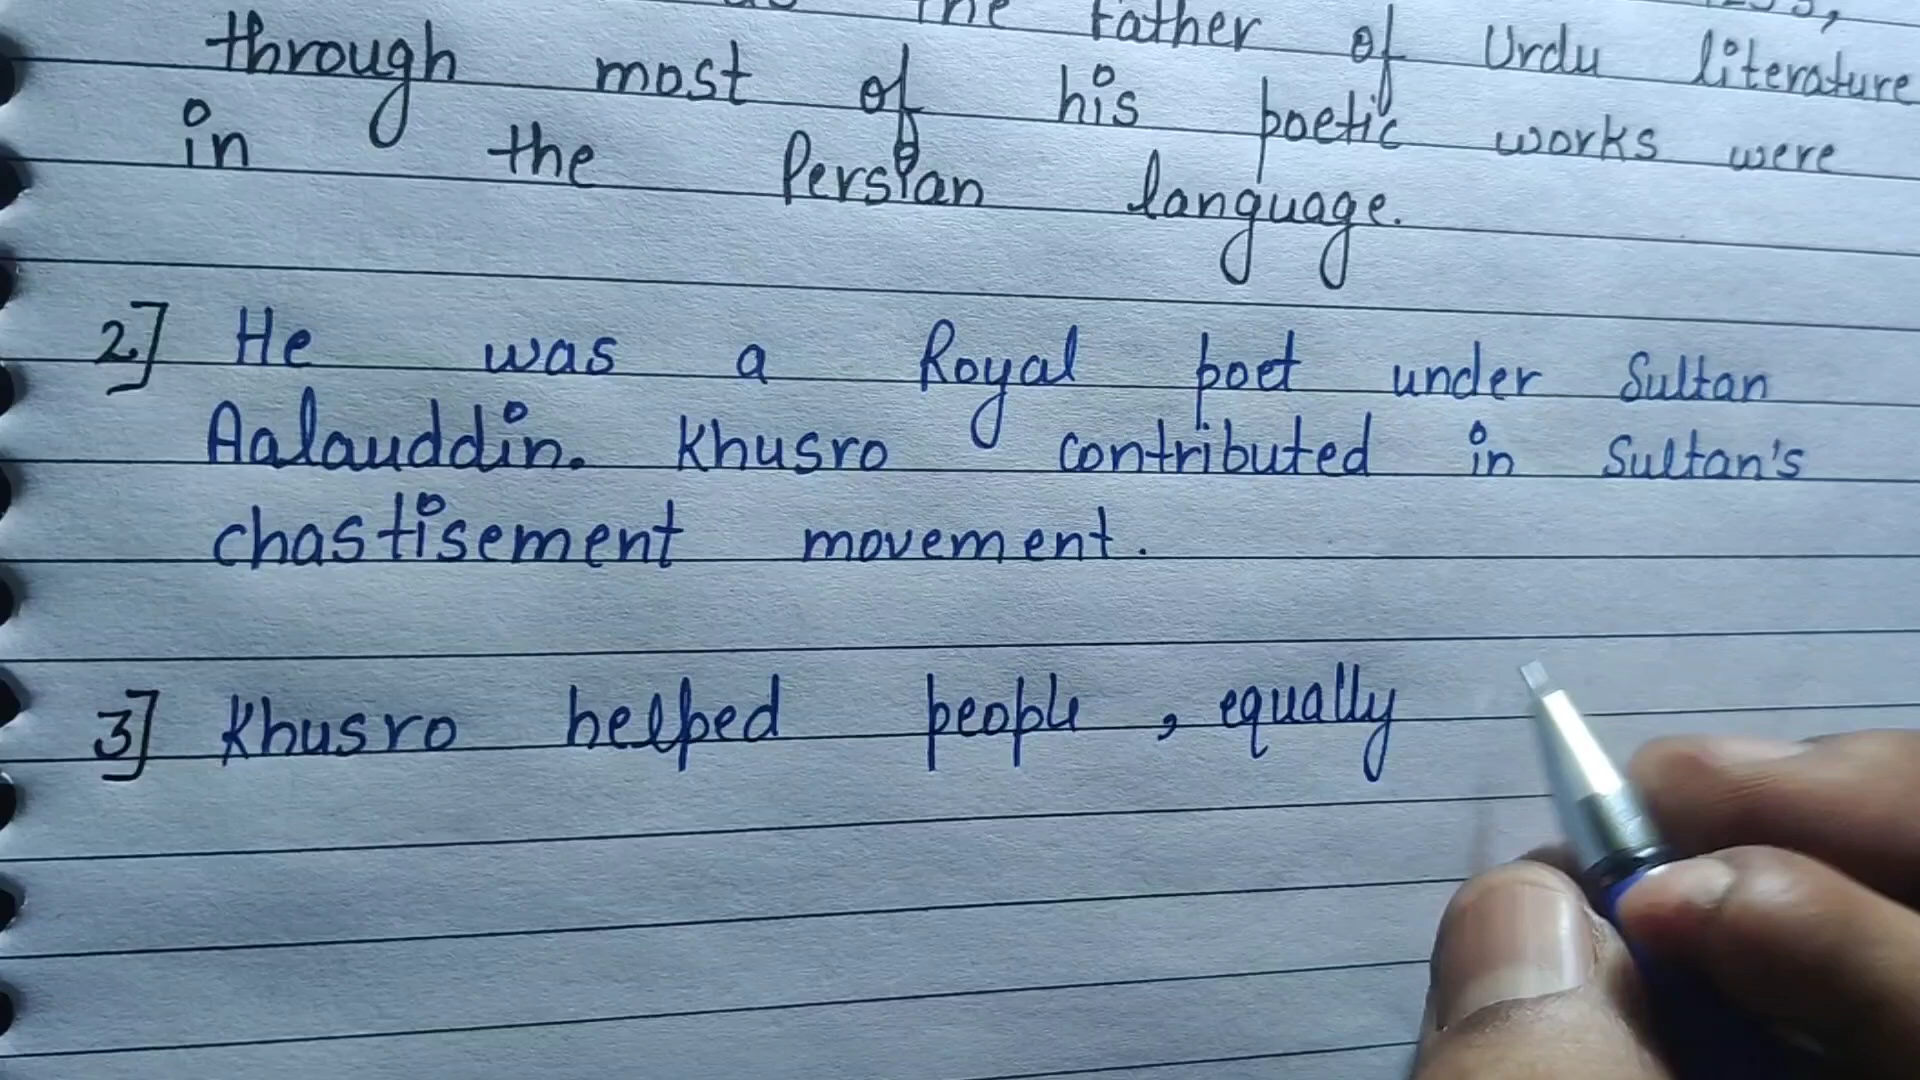 the Father of Urdu literature
through most of his poetic works were
in the Persian language.
2] He was a Royal poet under Sultan
Aalauddin. Khusro contributed in Sultan's
chastisement movement.
3] Khusro helped people, equally